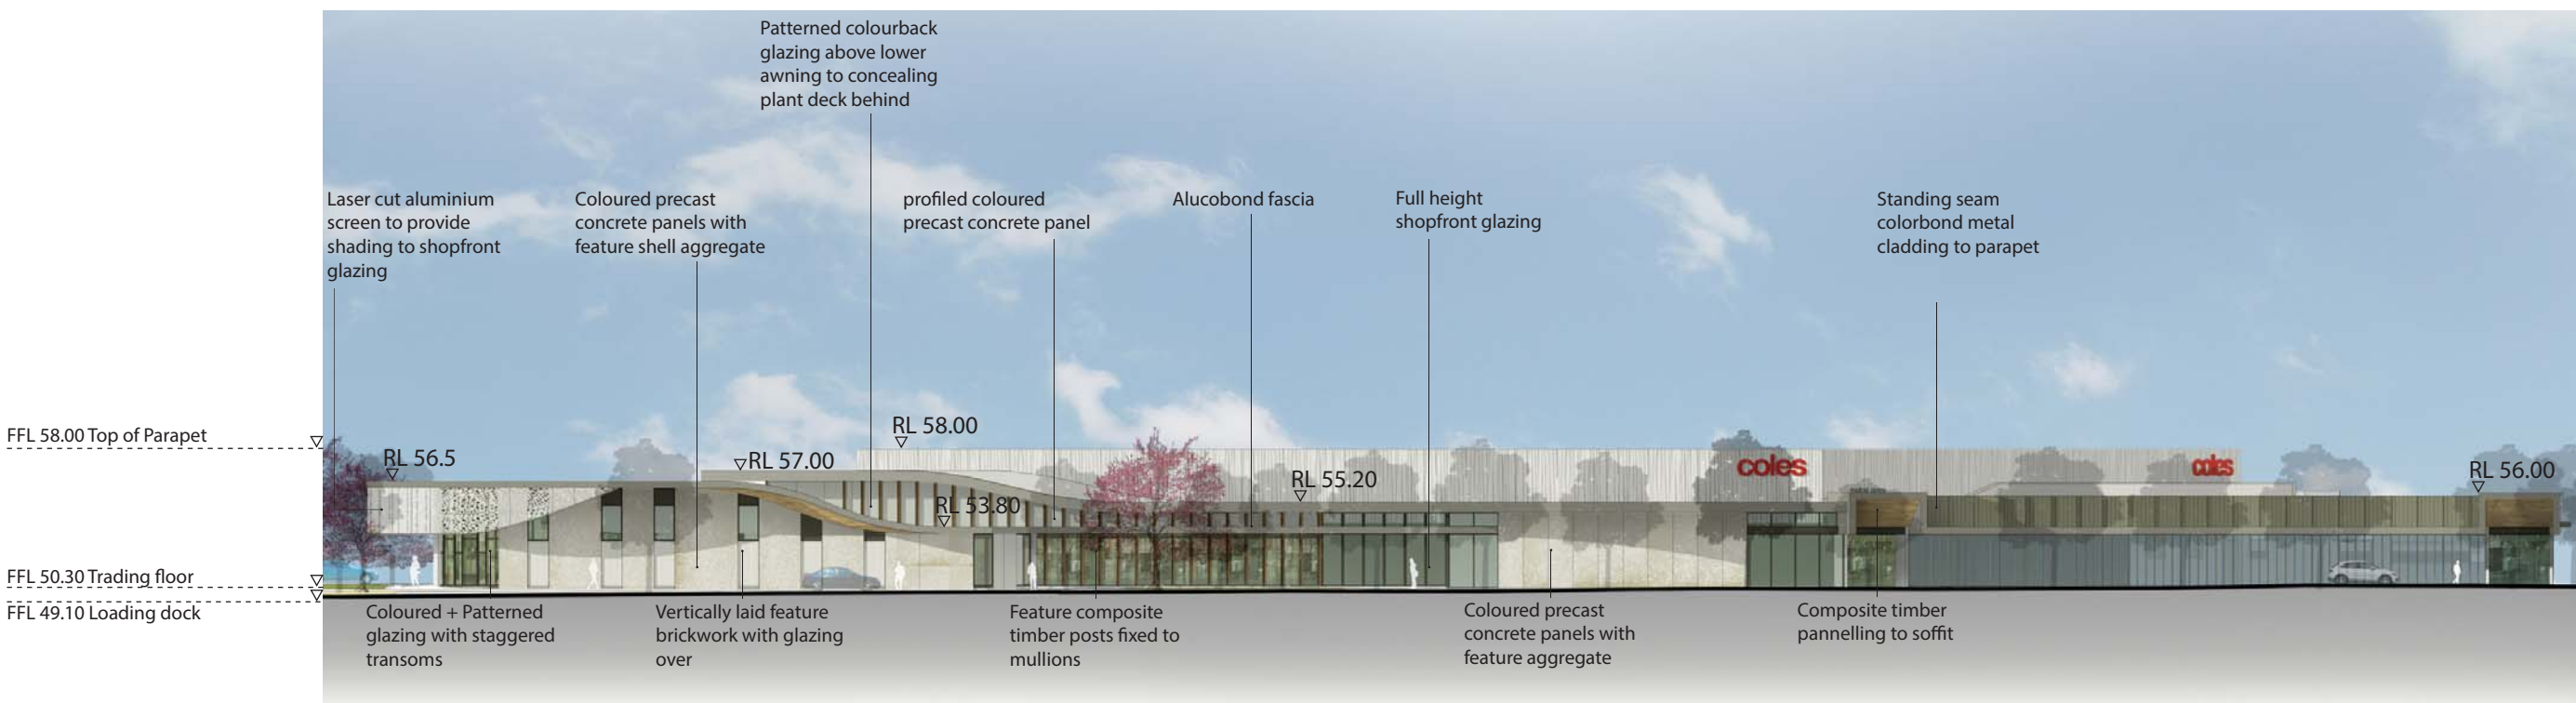 Patterned colourback
glazing above lower
awning to concealing
plant deck behind
Laser cut aluminium
screen to provide
shading to shopfront
glazing
Coloured precast
concrete panels with
feature shell aggregate
profiled coloured
precast concrete panel
Alucobond fascia
Full height
shopfront glazing
Standing seam
colorbond metal
cladding to parapet
FFL 58.00 Top of Parapet
RL 56.5
RL 57.00
RL 58.00
RL 53.80
RL 55.20
coles
coles
RL 56.00
FFL 50.30 Trading floor
FFL 49.10 Loading dock
Coloured + Patterned
glazing with staggered
transoms
Vertically laid feature
brickwork with glazing
over
Feature composite
timber posts fixed to
mullions
Coloured precast
concrete panels with
feature aggregate
Composite timber
pannelling to soffit